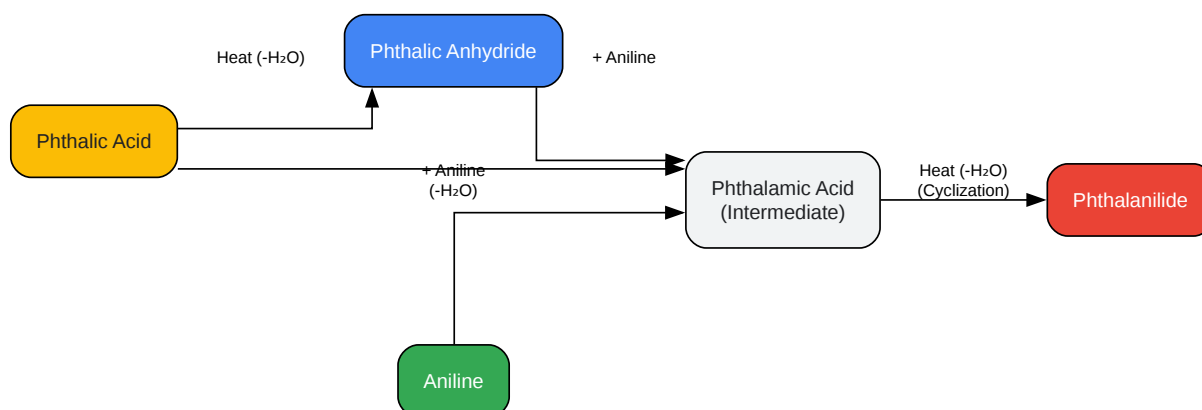 Phthalic Anhydride
Heat (-H₂O)
+ Aniline
Phthalic Acid
+ Aniline
(-H₂O)
Phthalamic Acid
(Intermediate)
Heat (-H₂O)
(Cyclization)
Phthalanilide
Aniline